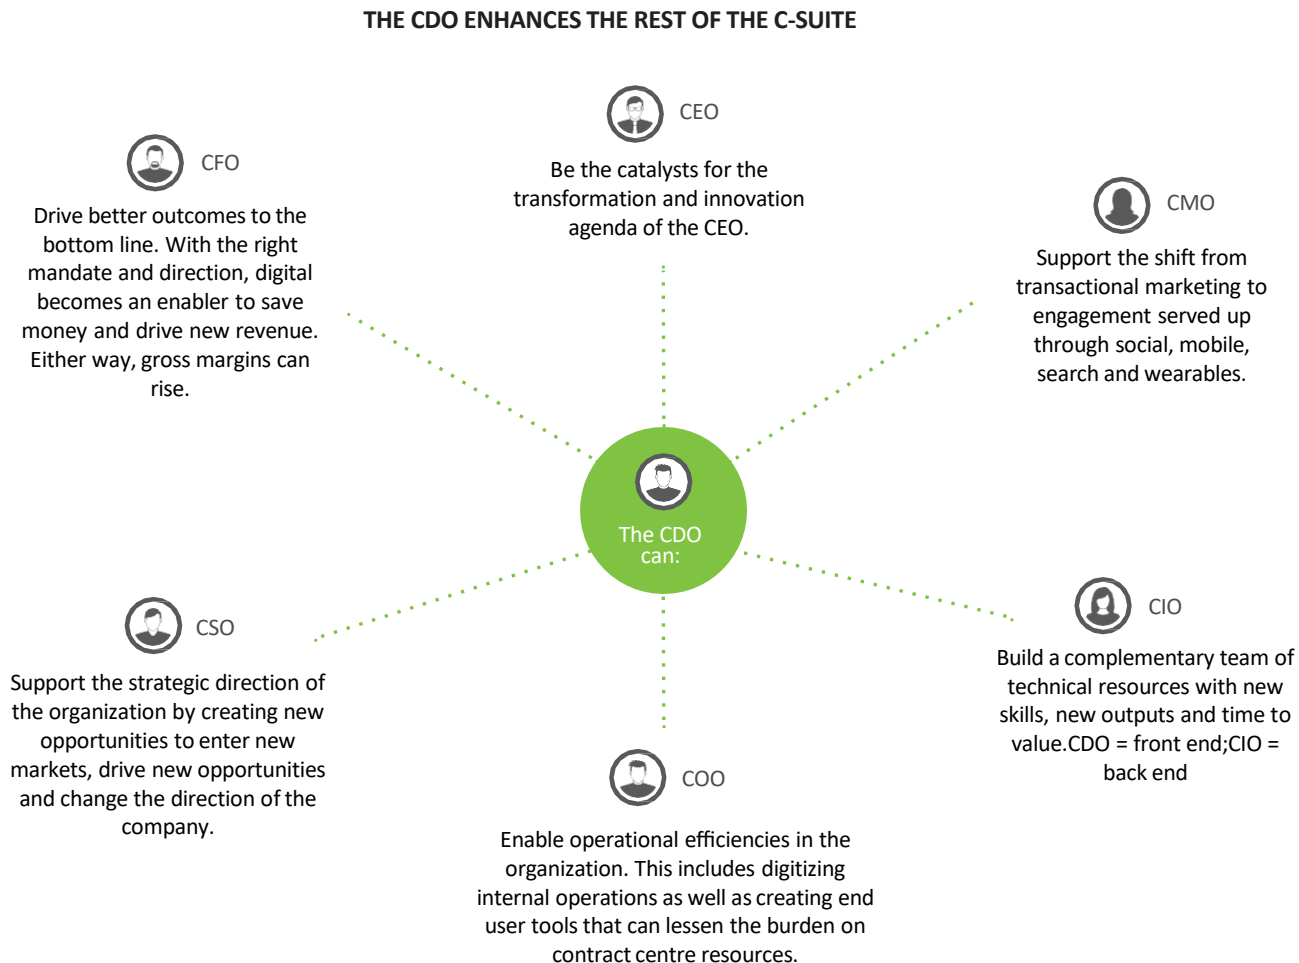 THE CDO ENHANCES THE REST OF THE C-SUITE
CEO
Be the catalysts for the
transformation and innovation
agenda of the CEO.
CFO
Drive better outcomes to the
bottom line. With the right
mandate and direction, digital
becomes an enabler to save
money and drive new revenue.
Either way, gross margins can
rise.
CMO
Support the shift from
transactional marketing to
engagement served up
through social, mobile,
search and wearables.
The CDO
can:
CSO
Support the strategic direction of
the organization by creating new
opportunities to enter new
markets, drive new opportunities
and change the direction of the
company.
CIO
Build a complementary team of
technical resources with new
skills, new outputs and time to
value.CDO = front end;CIO =
back end
COO
Enable operational efficiencies in the
organization. This includes digitizing
internal operations as well as creating end
user tools that can lessen the burden on
contract centre resources.